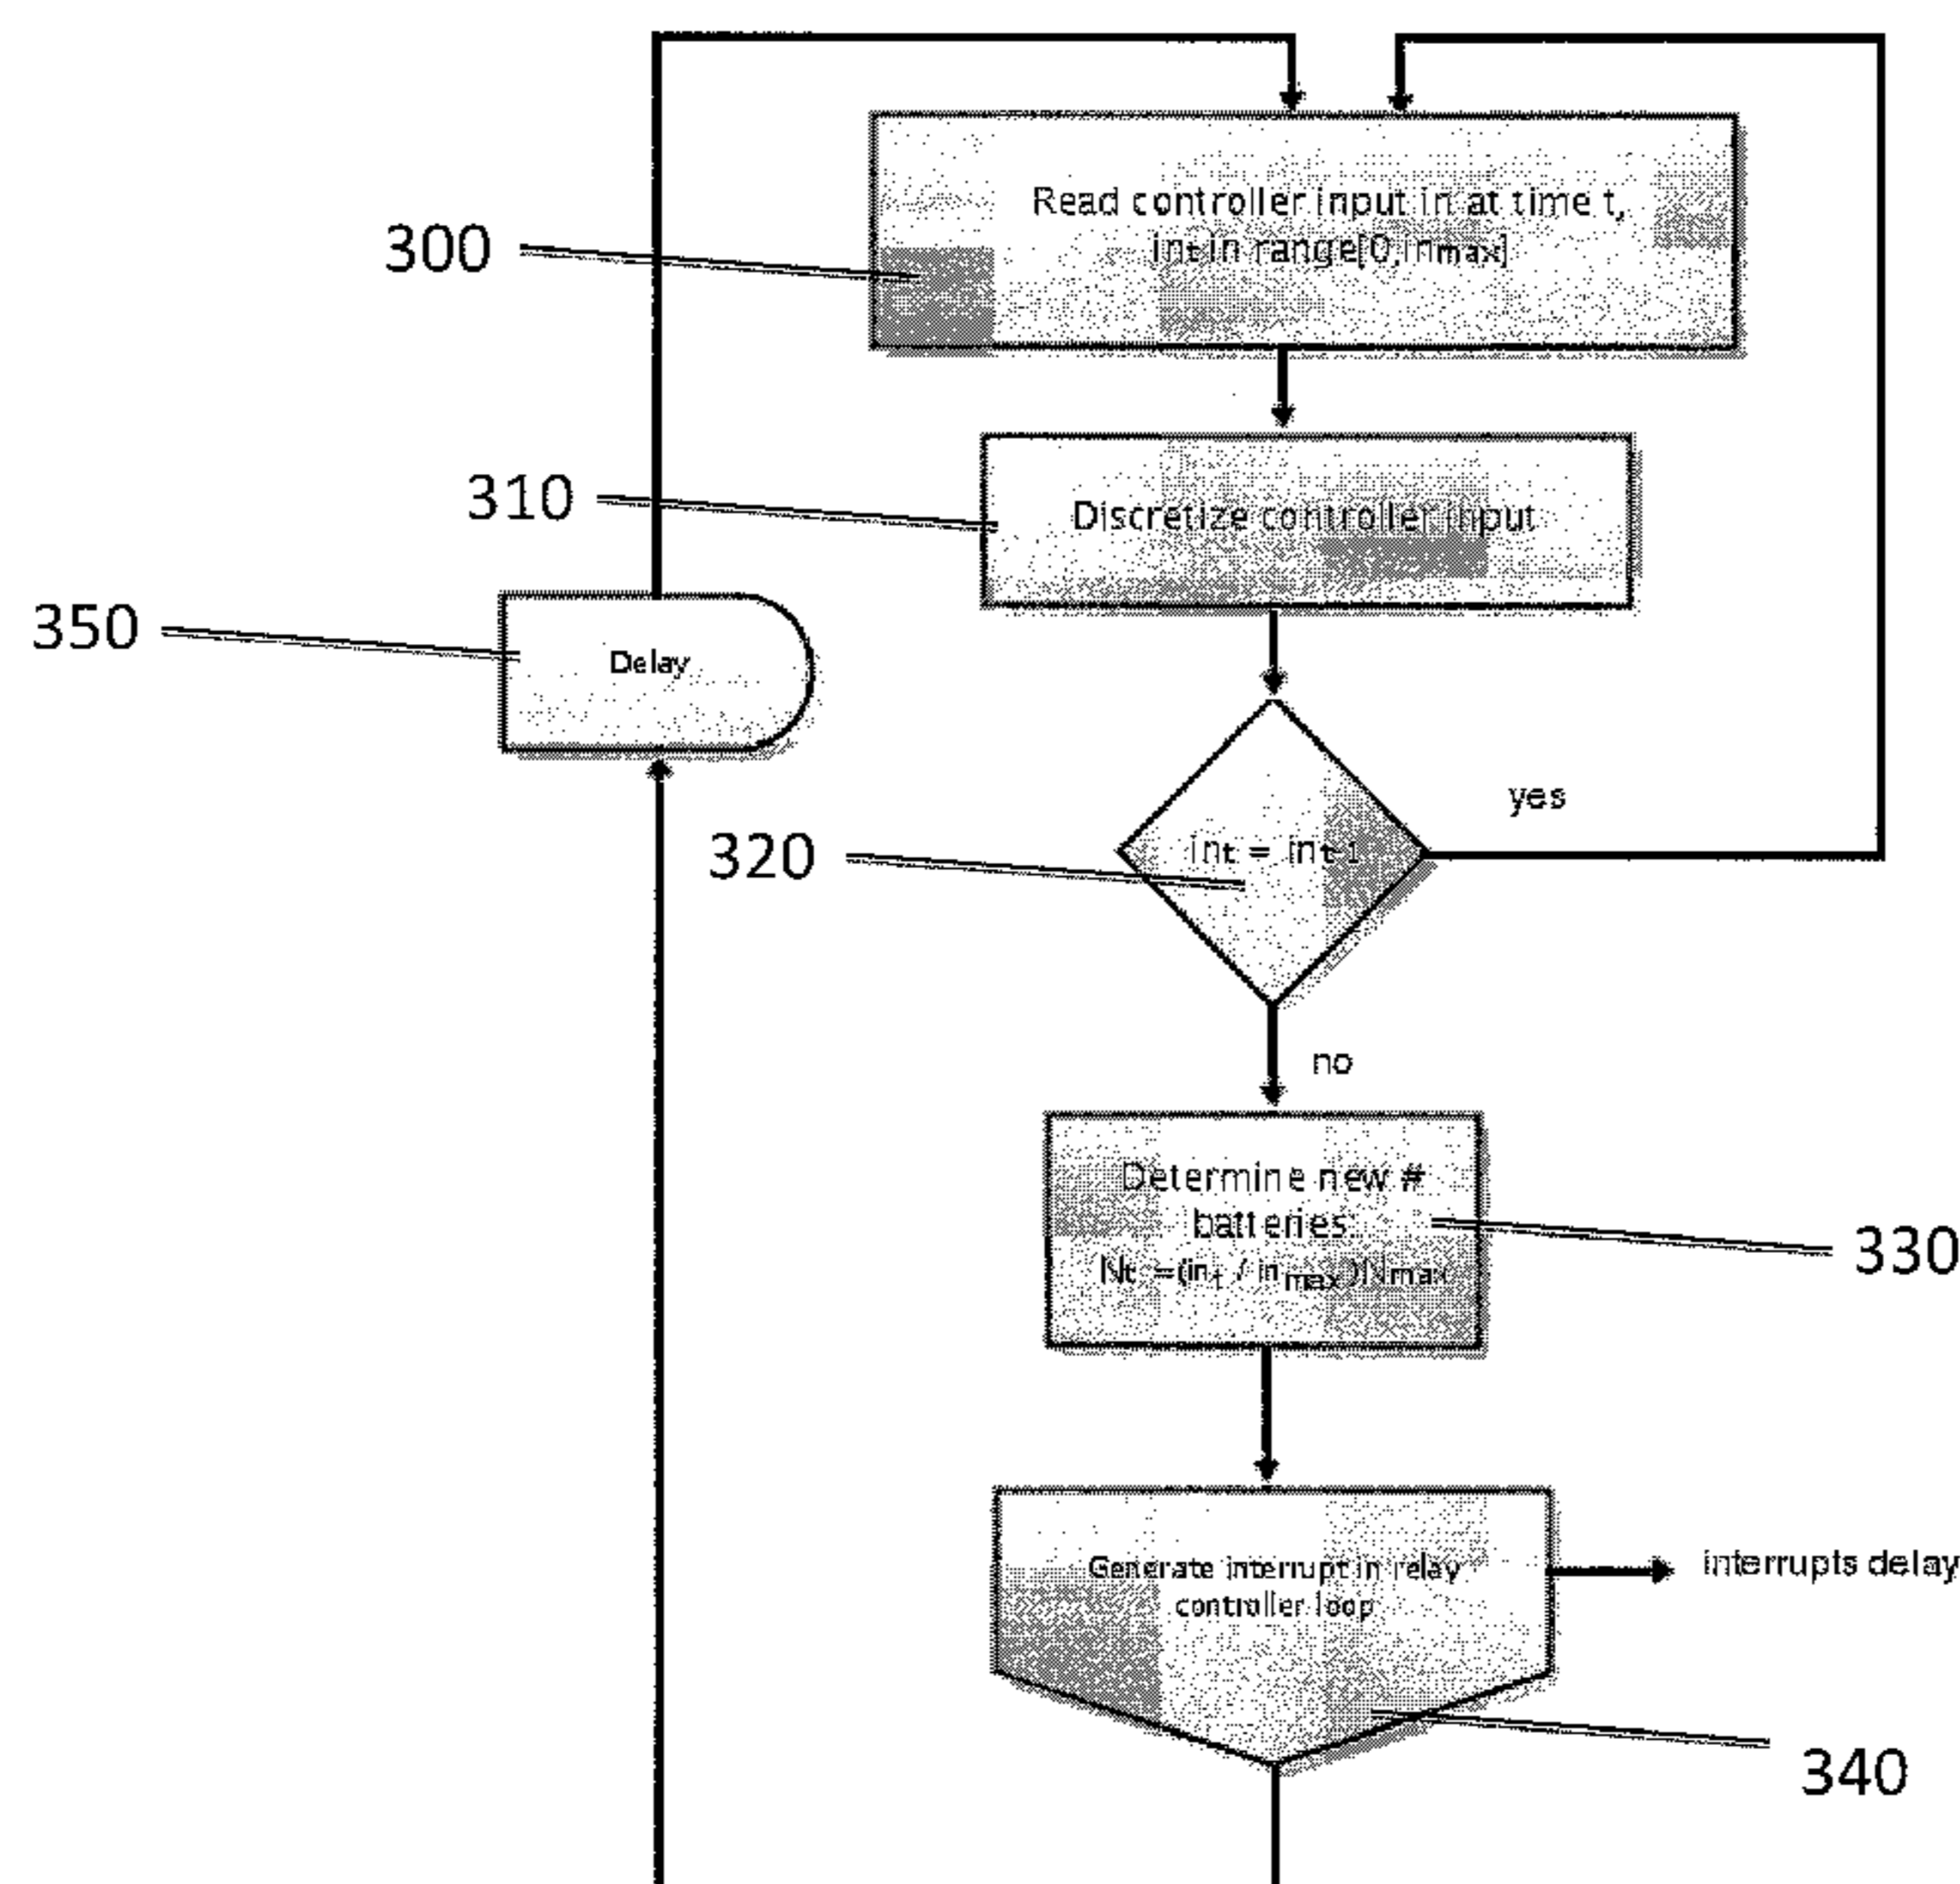 300
Read controller input in at time t,
int in range[0,inmax]
310
Discretize controller input
350
Delay
320
int = int-1
yes
no
Determine new #
batteries:
Nt =(int / inmax)Nmax
330
Generate interrupt in relay
controller loop
interrupts delay
340